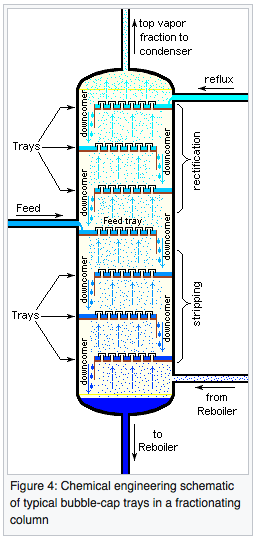 top vapor
fraction to
condenser
reflux
downcomer
downcomer
Trays
rectification
downcomer
downcomer
Feed
Feed tray
downcomer
downcomer
stripping
Trays
downcomer
downcomer
from
Reboiler
to
Reboiler
Figure 4: Chemical engineering schematic
of typical bubble-cap trays in a fractionating
column